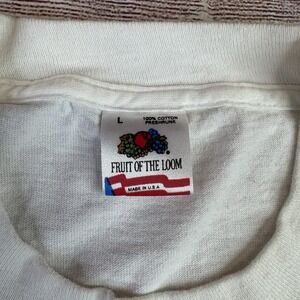 L 100% COTTON
PRESHRUNK
®
FRUIT OF THE LOOM
MADE IN U.S.A